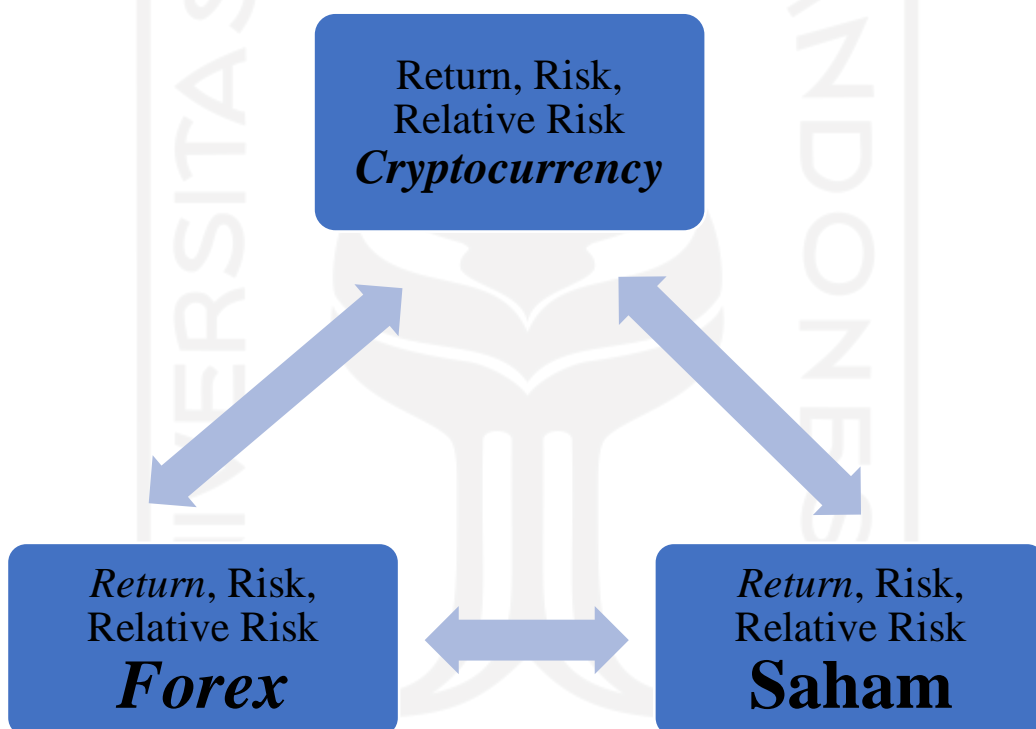 Return, Risk,
Relative Risk
Cryptocurrency
Return, Risk,
Relative Risk
Forex
Return, Risk,
Relative Risk
Saham